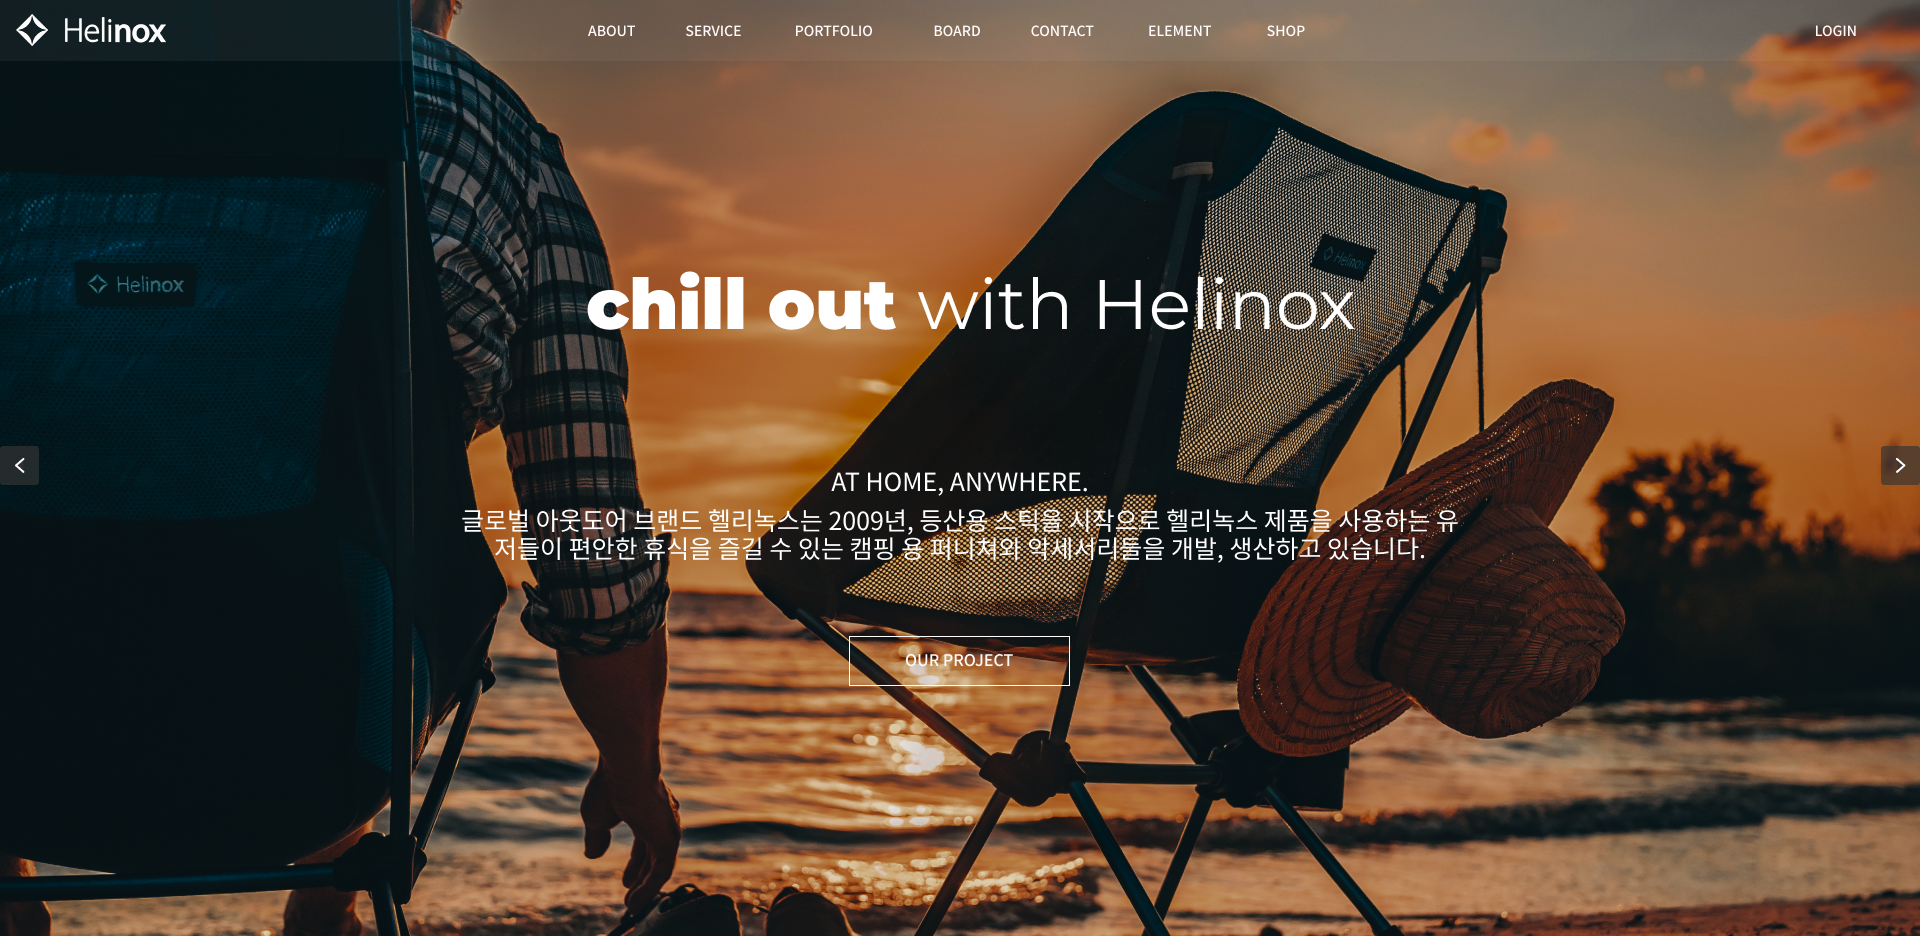 Helinox
ABOUT SERVICE PORTFOLIO BOARD CONTACT ELEMENT SHOP LOGIN
Helinox
Helinox
chill out with Helinox
AT HOME, ANYWHERE.
글로벌 아웃도어 브랜드 헬리녹스는 2009년, 등산용 스틱을 시작으로 헬리녹스 제품을 사용하는 유
저들이 편안한 휴식을 즐길 수 있는 캠핑 용 퍼니쳐와 악세서리들을 개발, 생산하고 있습니다.
OUR PROJECT